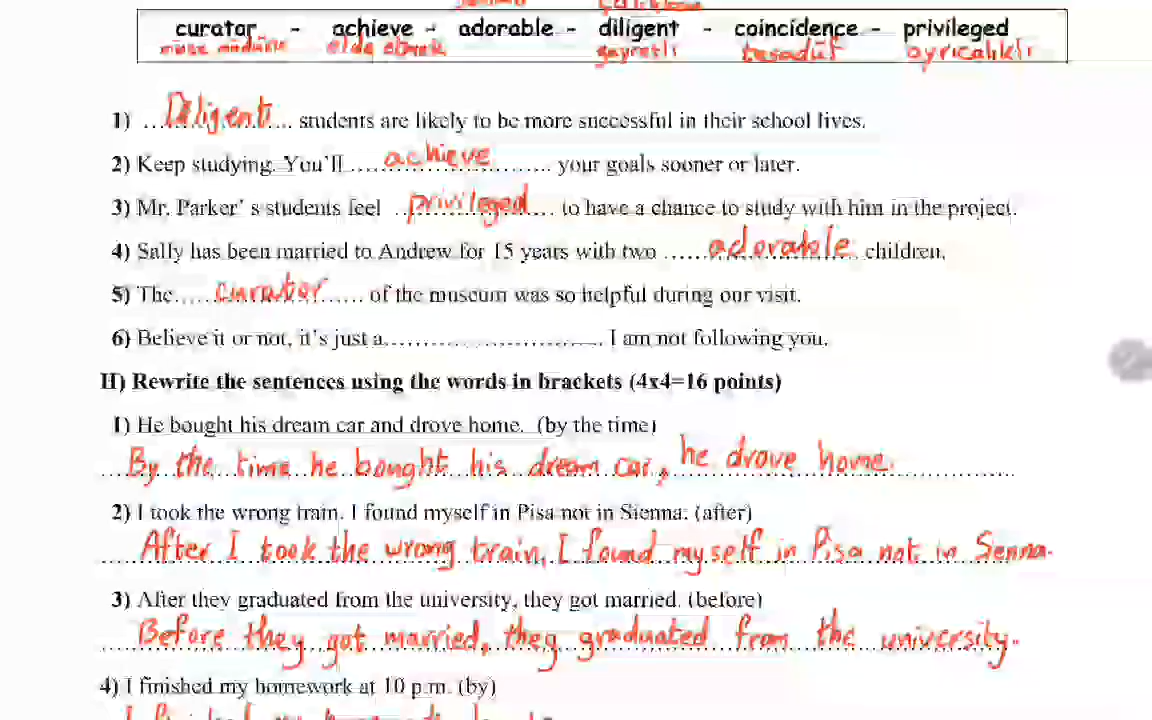 curator - achieve - adorable - diligent - coincidence - privileged
müze müdürü elde etmek gayretli tesadüf ayrıcalıklı
1) ....Diligent.... students are likely to be more successful in their school lives.
2) Keep studying. You'll ....achieve.... your goals sooner or later.
3) Mr. Parker' s students feel ....privileged.... to have a chance to study with him in the project.
4) Sally has been married to Andrew for 15 years with two ....adorable.... children.
5) The....curator.... of the museum was so helpful during our visit.
6) Believe it or not, it's just a............................ I am not following you.
II) Rewrite the sentences using the words in brackets (4x4=16 points)
1) He bought his dream car and drove home. (by the time)
By the time he bought his dream car, he drove home.
2) I took the wrong train. I found myself in Pisa not in Sienna. (after)
After I took the wrong train, I found myself in Pisa not in Senna.
3) After they graduated from the university, they got married. (before)
Before they got married, they graduated from the university.
4) I finished my homework at 10 p.m. (by)